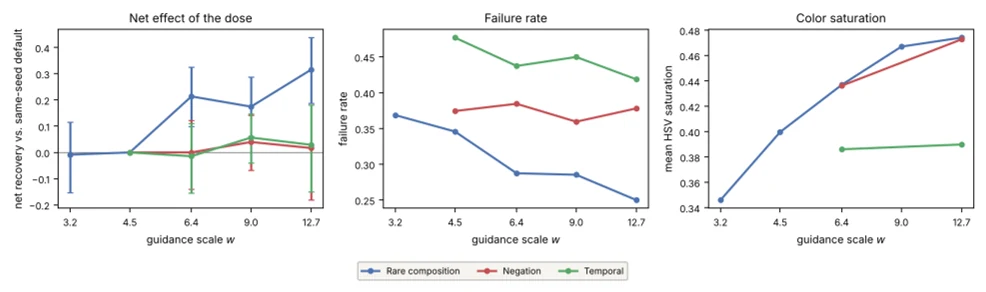 Net effect of the dose
net recovery vs. same-seed default
0.4
0.3
0.2
0.1
0.0
−0.1
−0.2
3.2 4.5 6.4 9.0 12.7
guidance scale w
Failure rate
failure rate
0.45
0.40
0.35
0.30
0.25
3.2 4.5 6.4 9.0 12.7
guidance scale w
Color saturation
mean HSV saturation
0.48
0.46
0.44
0.42
0.40
0.38
0.36
0.34
3.2 4.5 6.4 9.0 12.7
guidance scale w
Rare composition Negation Temporal